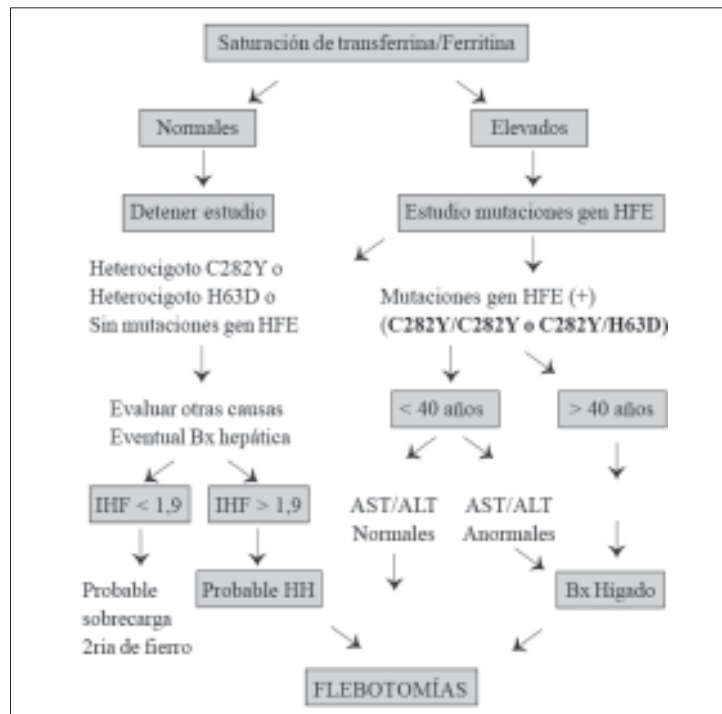 Saturación de transferrina/Ferritina
Normales
Elevados
Detener estudio
Estudio mutaciones gen HFE
Heterocigoto C282Y o
Heterocigoto H63D o
Sin mutaciones gen HFE
Mutaciones gen HFE (+)
(C282Y/C282Y o C282Y/H63D)
Evaluar otras causas
Eventual Bx hepática
< 40 años
> 40 años
IHF < 1,9
IHF > 1,9
AST/ALT
Normales
AST/ALT
Anormales
Probable
sobrecarga
2ria de fierro
Probable HH
Bx Hígado
FLEBOTOMÍAS